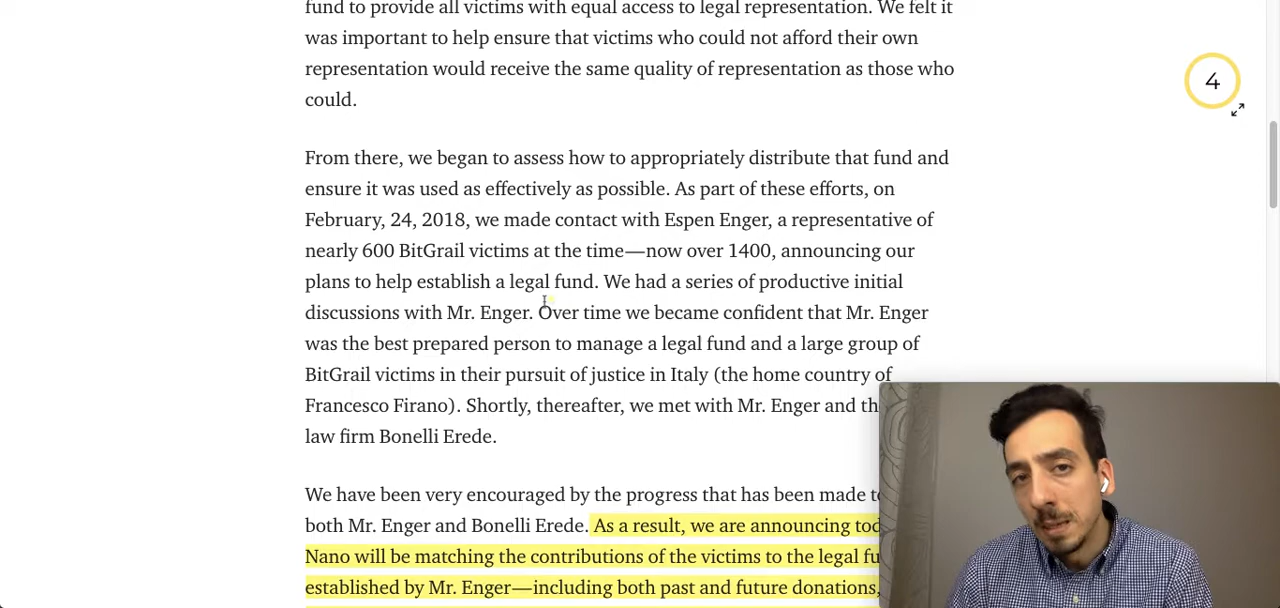 fund to provide all victims with equal access to legal representation. We felt it
was important to help ensure that victims who could not afford their own
representation would receive the same quality of representation as those who
could.
4
From there, we began to assess how to appropriately distribute that fund and
ensure it was used as effectively as possible. As part of these efforts, on
February, 24, 2018, we made contact with Espen Enger, a representative of
nearly 600 BitGrail victims at the time—now over 1400, announcing our
plans to help establish a legal fund. We had a series of productive initial
discussions with Mr. Enger. Over time we became confident that Mr. Enger
was the best prepared person to manage a legal fund and a large group of
BitGrail victims in their pursuit of justice in Italy (the home country of
Francesco Firano). Shortly, thereafter, we met with Mr. Enger and
law firm Bonelli Erede.
We have been very encouraged by the progress that has been made
both Mr. Enger and Bonelli Erede. As a result, we are announcing
Nano will be matching the contributions of the victims to the legal
established by Mr. Enger—including both past and future donations,